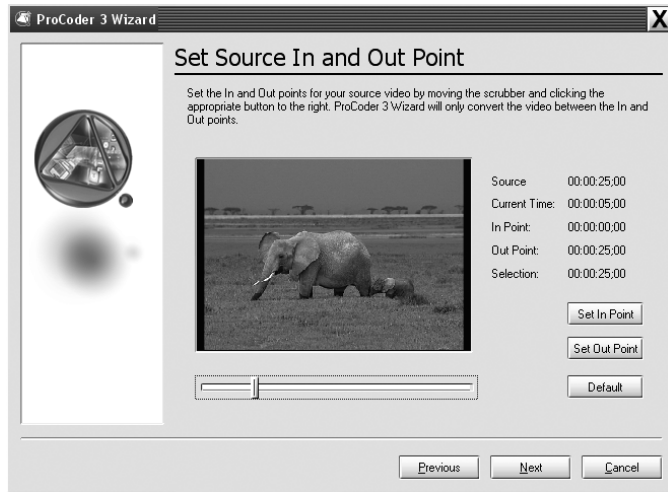 ProCoder 3 Wizard
X
Set Source In and Out Point
Set the In and Out points for your source video by moving the scrubber and clicking the
appropriate button to the right. ProCoder 3 Wizard will only convert the video between the In and
Out points.
Source 00:00:25;00
Current Time: 00:00:05;00
In Point: 00:00:00;00
Out Point: 00:00:25;00
Selection: 00:00:25;00
Set In Point
Set Out Point
Default
Previous Next Cancel